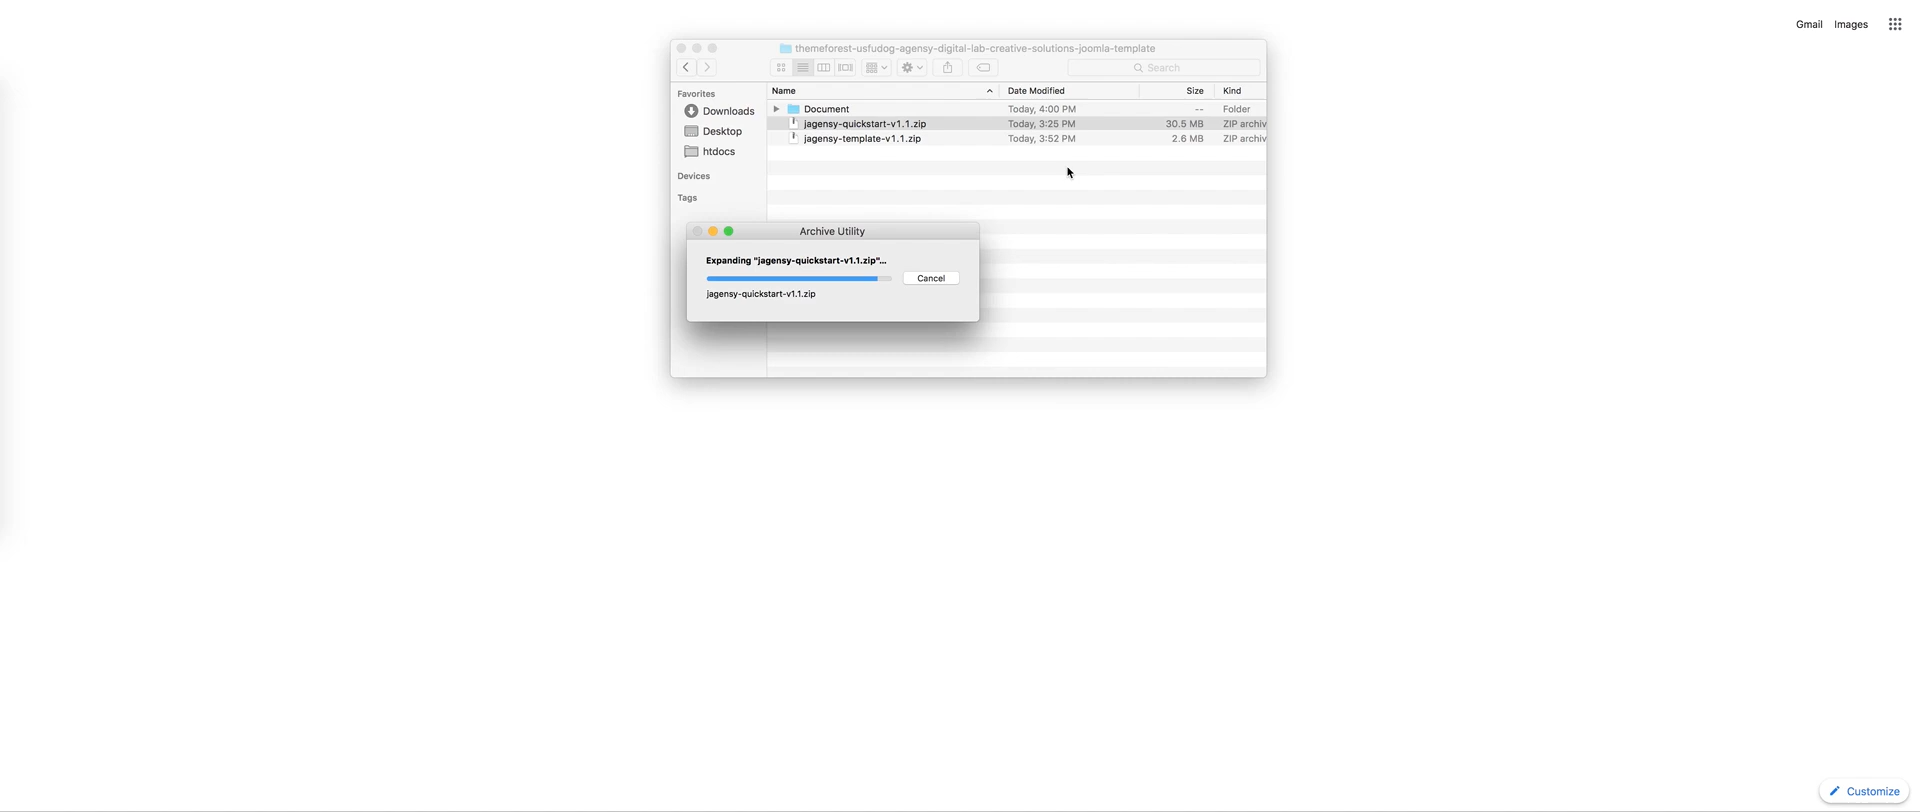 Gmail Images
themeforest-usfudog-agensy-digital-lab-creative-solutions-joomla-template
Search
Name Date Modified Size Kind
Favorites
Downloads
Desktop
htdocs
Devices
Tags
Document Today, 4:00 PM -- Folder
jagensy-quickstart-v1.1.zip Today, 3:25 PM 30.5 MB ZIP archiv
jagensy-template-v1.1.zip Today, 3:52 PM 2.6 MB ZIP archiv
Archive Utility
Expanding "jagensy-quickstart-v1.1.zip"...
Cancel
jagensy-quickstart-v1.1.zip
Customize